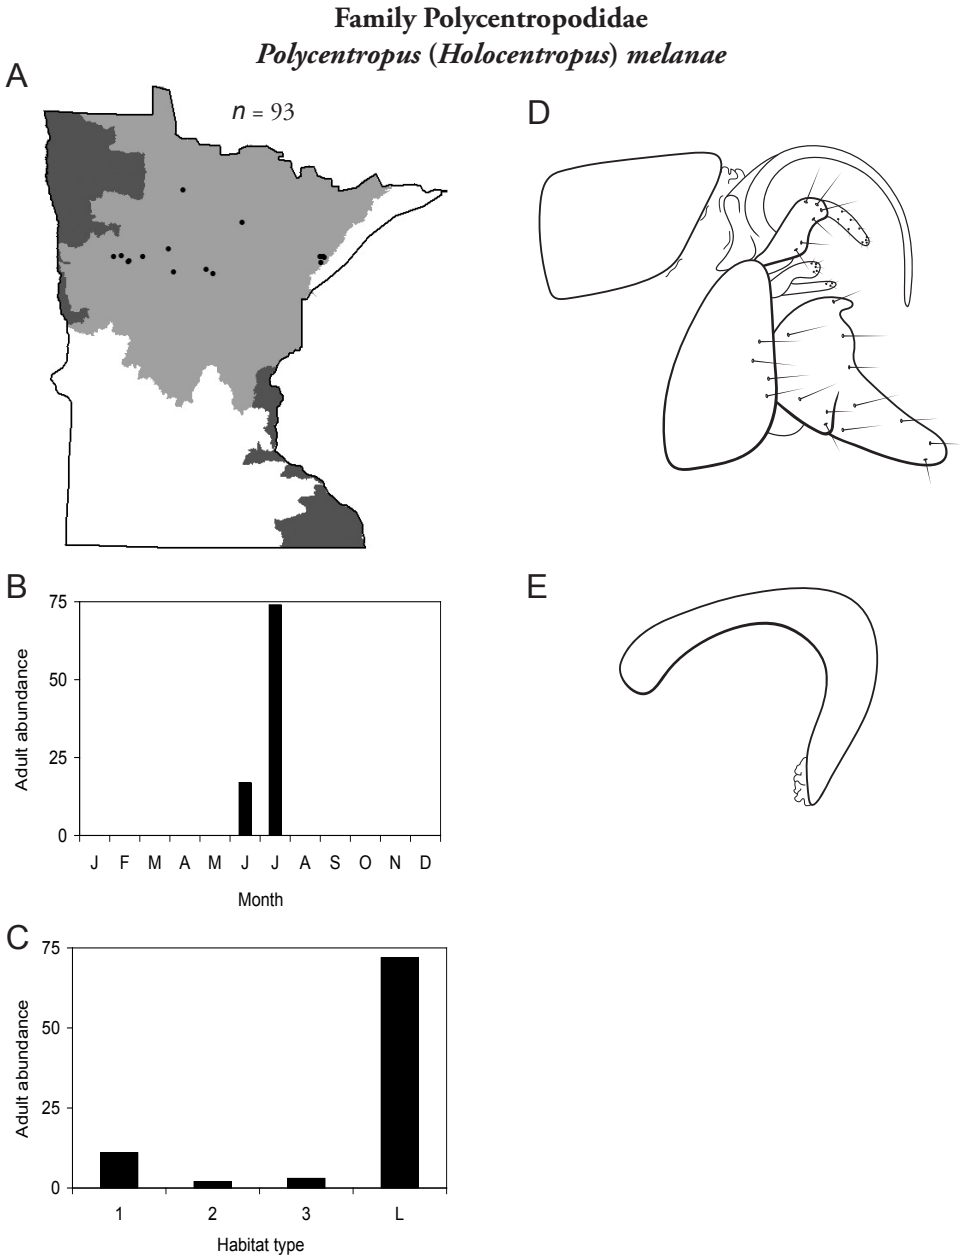 Family Polycentropodidae
Polycentropus (Holocentropus) melanae
A
n = 93
D
B
75
50
25
0
Adult abundance
J F M A M J J A S O N D
Month
E
C
75
50
25
0
Adult abundance
1 2 3 L
Habitat type